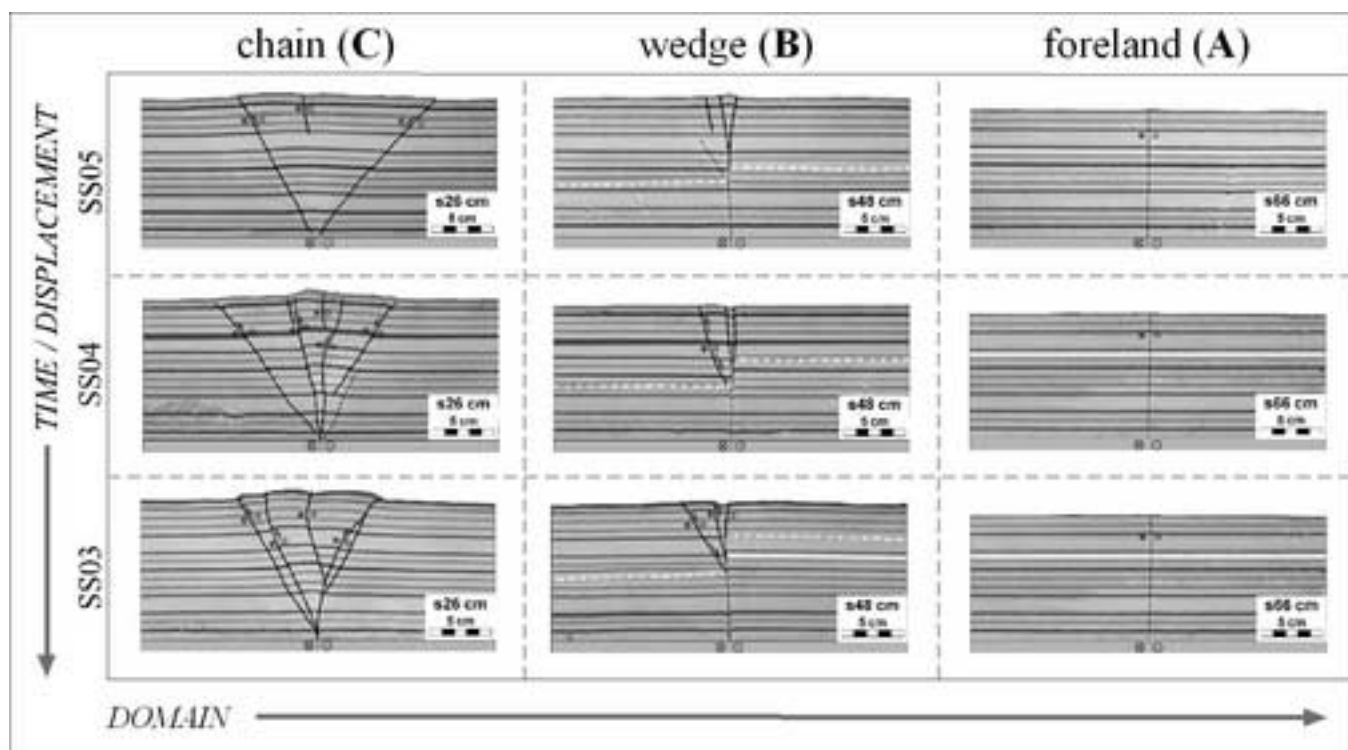 chain (C) wedge (B) foreland (A)
TIME / DISPLACEMENT
SS05
s26 cm
5 cm
s48 cm
5 cm
s66 cm
5 cm
SS04
s26 cm
5 cm
s48 cm
5 cm
s66 cm
5 cm
SS03
s26 cm
5 cm
s48 cm
5 cm
s66 cm
5 cm
DOMAIN